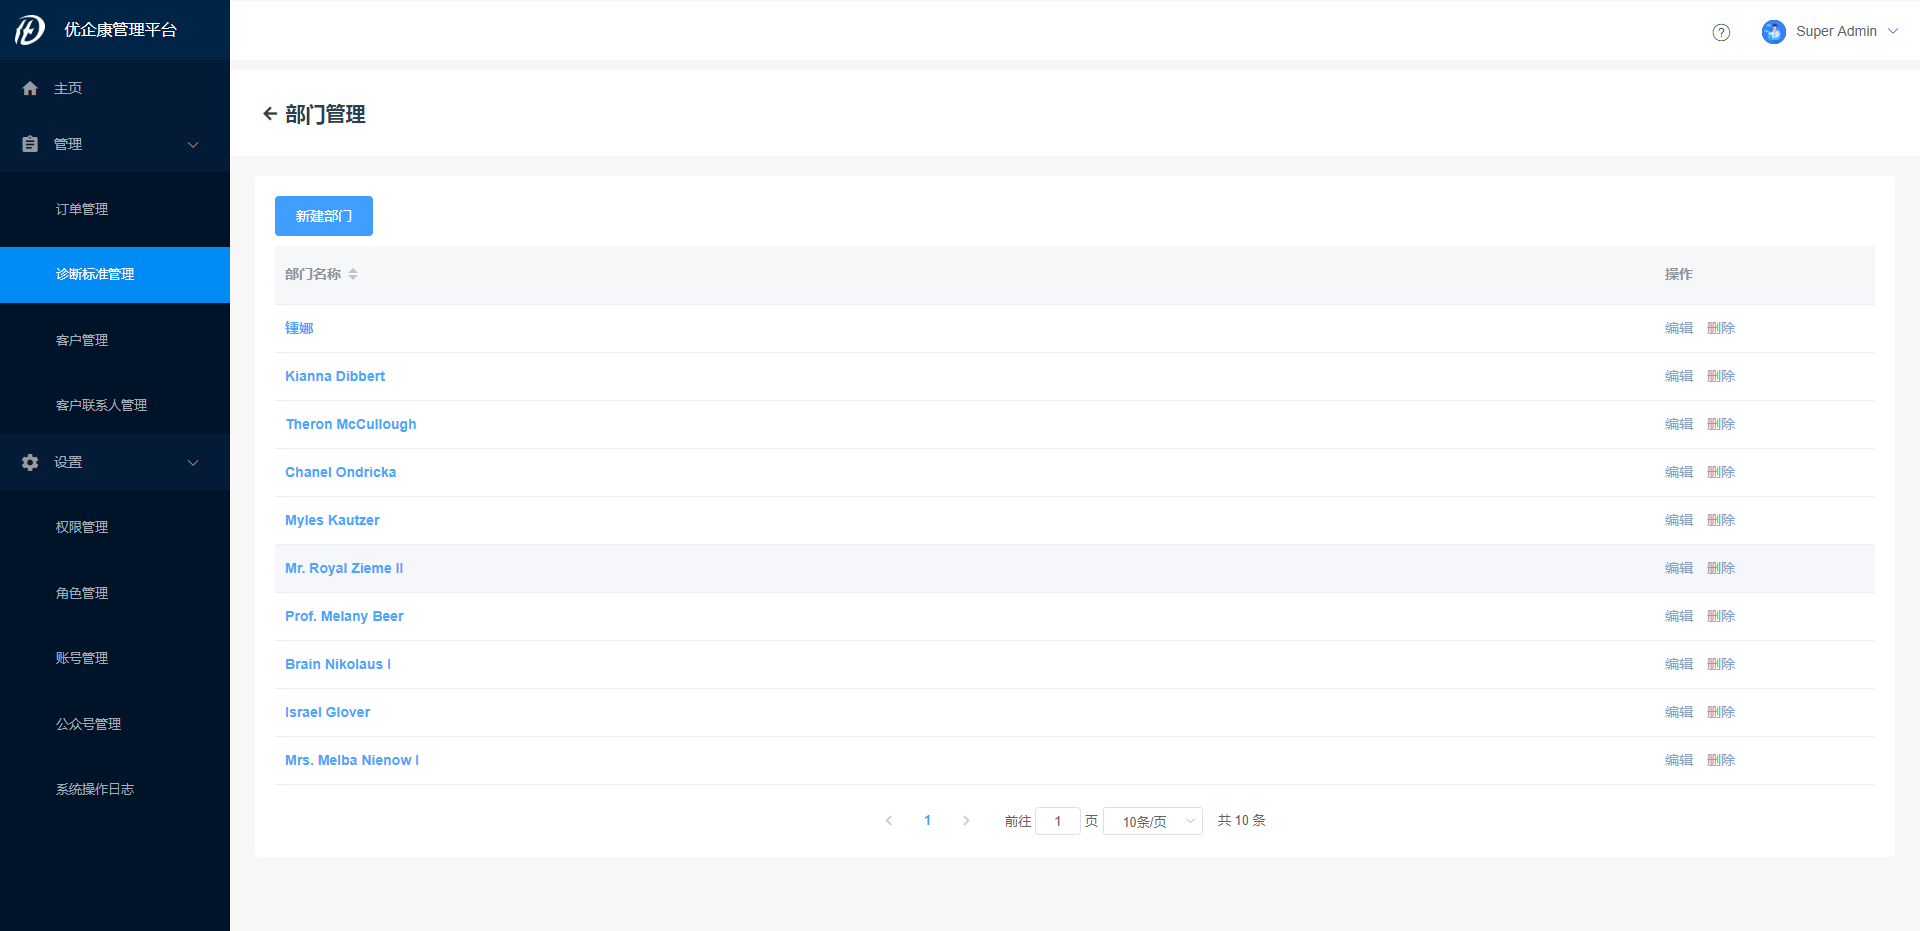 优企康管理平台
Super Admin
主页
管理
订单管理
诊断标准管理
客户管理
客户联系人管理
设置
权限管理
角色管理
账号管理
公众号管理
系统操作日志
部门管理
新建部门
部门名称 操作
锺娜 编辑 删除
Kianna Dibbert 编辑 删除
Theron McCullough 编辑 删除
Chanel Ondricka 编辑 删除
Myles Kautzer 编辑 删除
Mr. Royal Zieme II 编辑 删除
Prof. Melany Beer 编辑 删除
Brain Nikolaus I 编辑 删除
Israel Glover 编辑 删除
Mrs. Melba Nienow I 编辑 删除
1 前往 1 页 10条/页 共 10 条